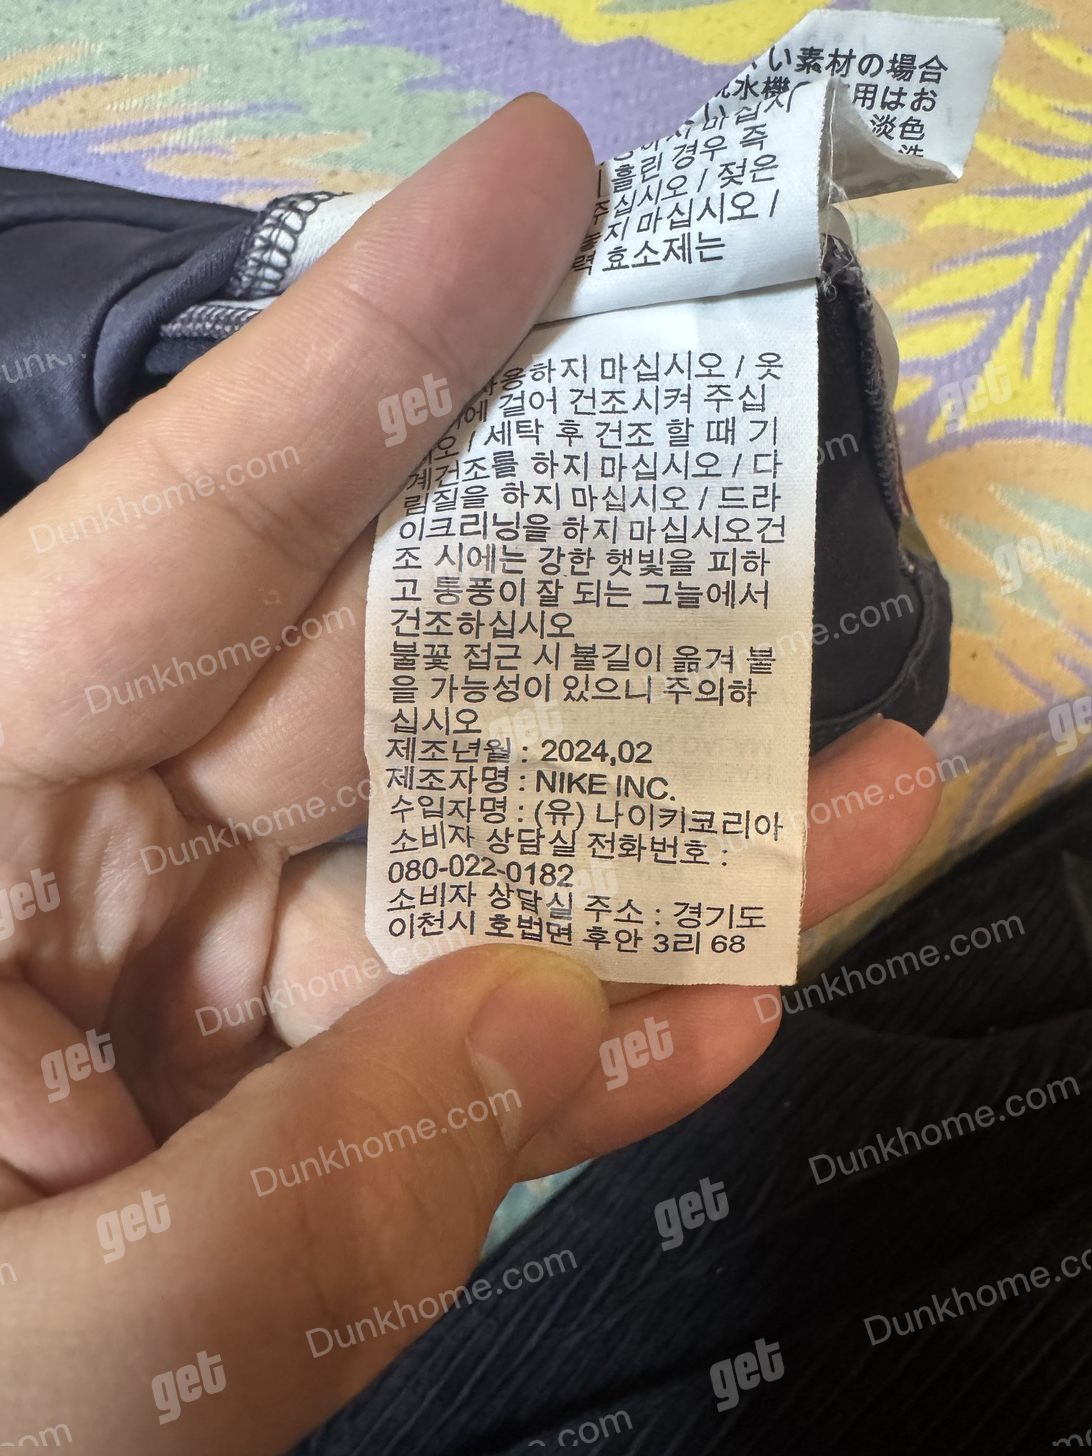 い素材の場合
用はお
淡色
흘린 경우 즉
십시오 / 젖은
지 마십시오 /
력 효소제는
하지 마십시오 / 옷
에 걸어 건조시켜 주십
오 / 세탁 후 건조 할 때 기
계건조를 하지 마십시오 / 다
림질을 하지 마십시오 / 드라
이크리닝을 하지 마십시오건
조 시에는 강한 햇빛을 피하
고 통풍이 잘 되는 그늘에서
건조하십시오
불꽃 접근 시 불길이 옮겨 붙
을 가능성이 있으니 주의하
십시오
제조년월 : 2024,02
제조자명 : NIKE INC.
수입자명 : (유) 나이키코리아
소비자 상담실 전화번호 :
080-022-0182
소비자 상담실 주소 : 경기도
이천시 호법면 후안 3리 68
get
Dunkhome.com